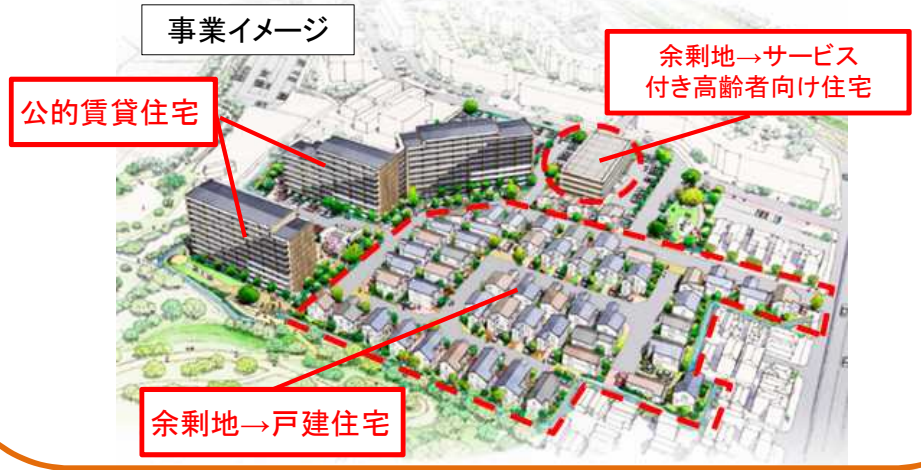 事業イメージ
余剰地→サービス
付き高齢者向け住宅
公的賃貸住宅
余剰地→戸建住宅